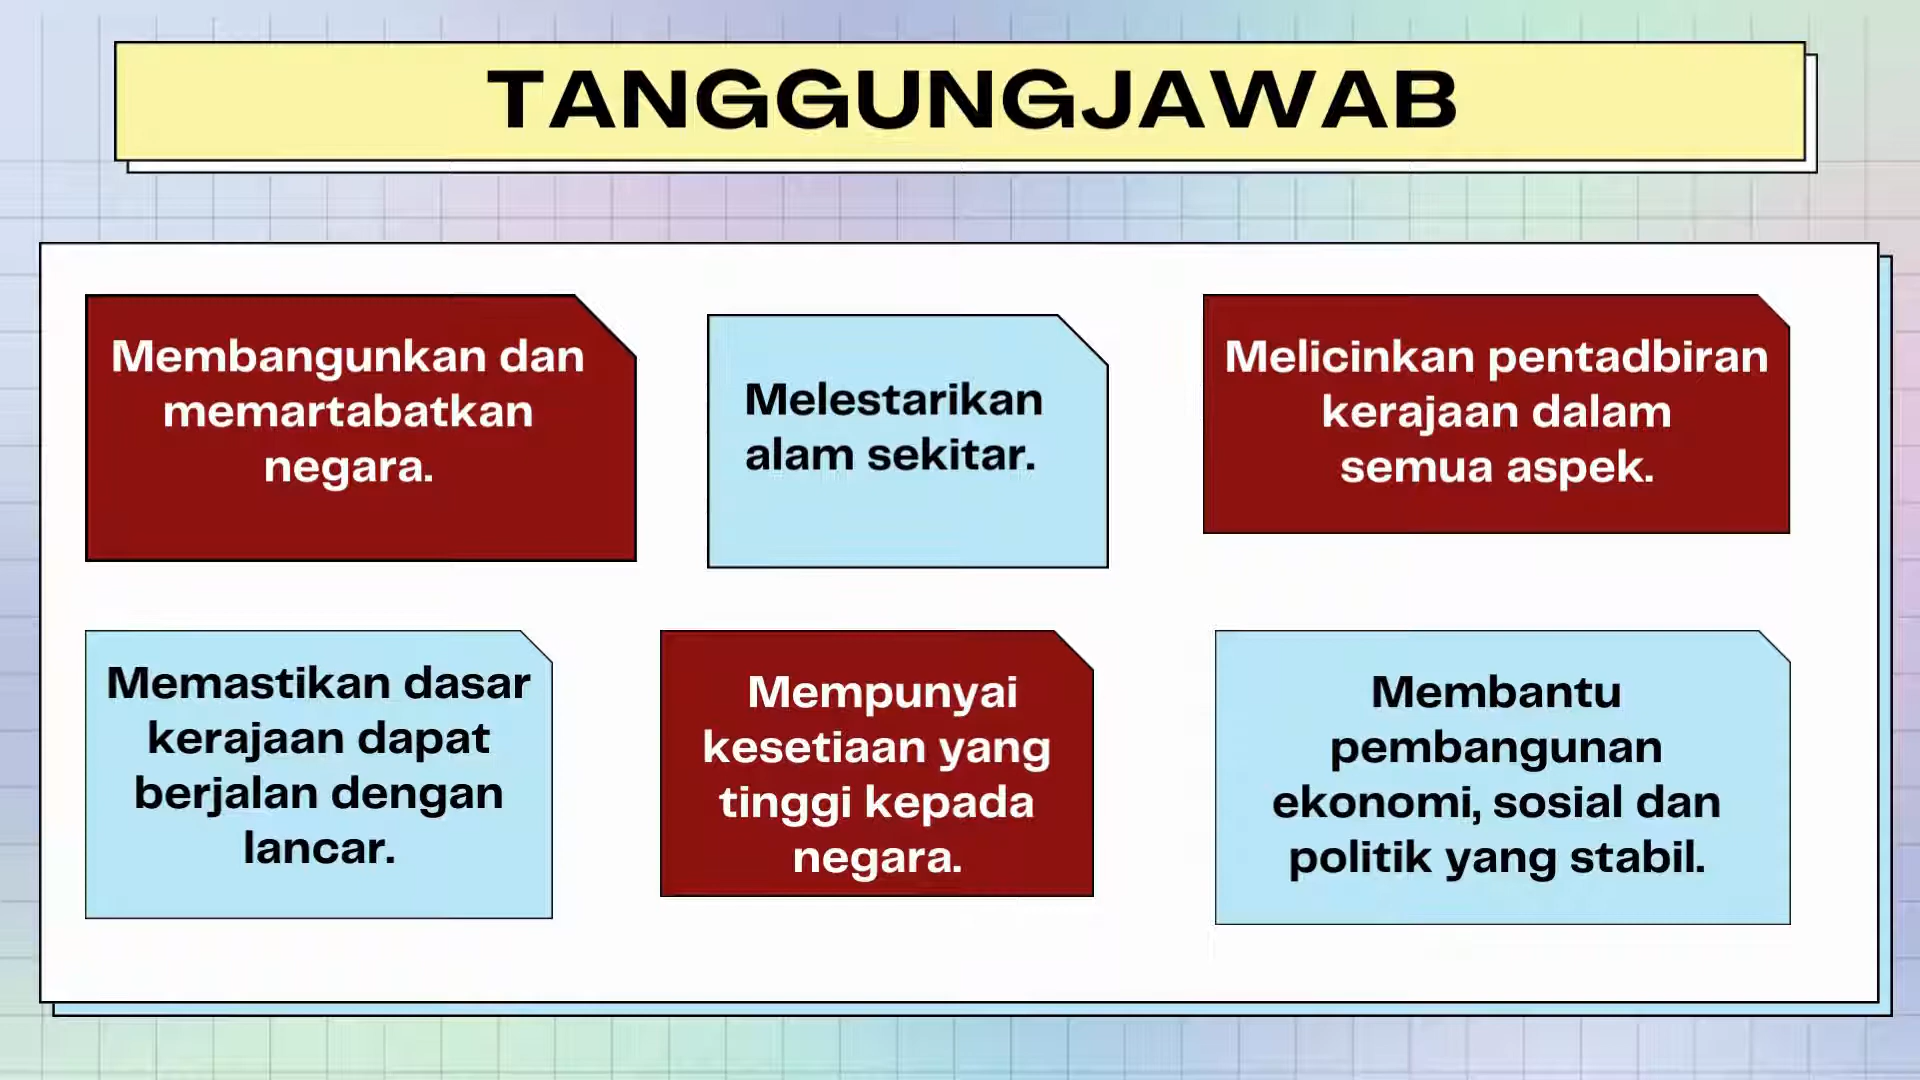 TANGGUNGJAWAB
Membangunkan dan
memartabatkan
negara.
Melestarikan
alam sekitar.
Melicinkan pentadbiran
kerajaan dalam
semua aspek.
Memastikan dasar
kerajaan dapat
berjalan dengan
lancar.
Mempunyai
kesetiaan yang
tinggi kepada
negara.
Membantu
pembangunan
ekonomi, sosial dan
politik yang stabil.